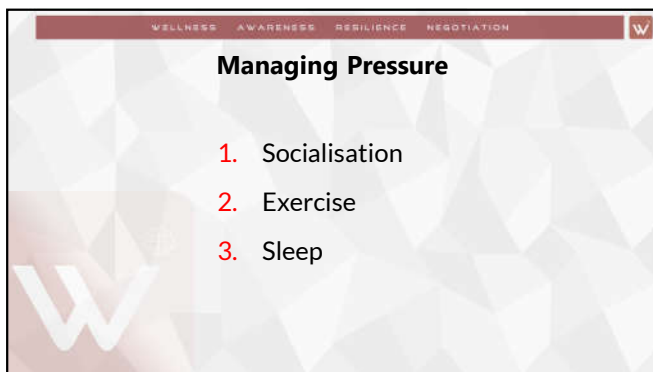 WELLNESS AWARENESS RESILIENCE NEGOTIATION
W
Managing Pressure
1. Socialisation
2. Exercise
3. Sleep
W